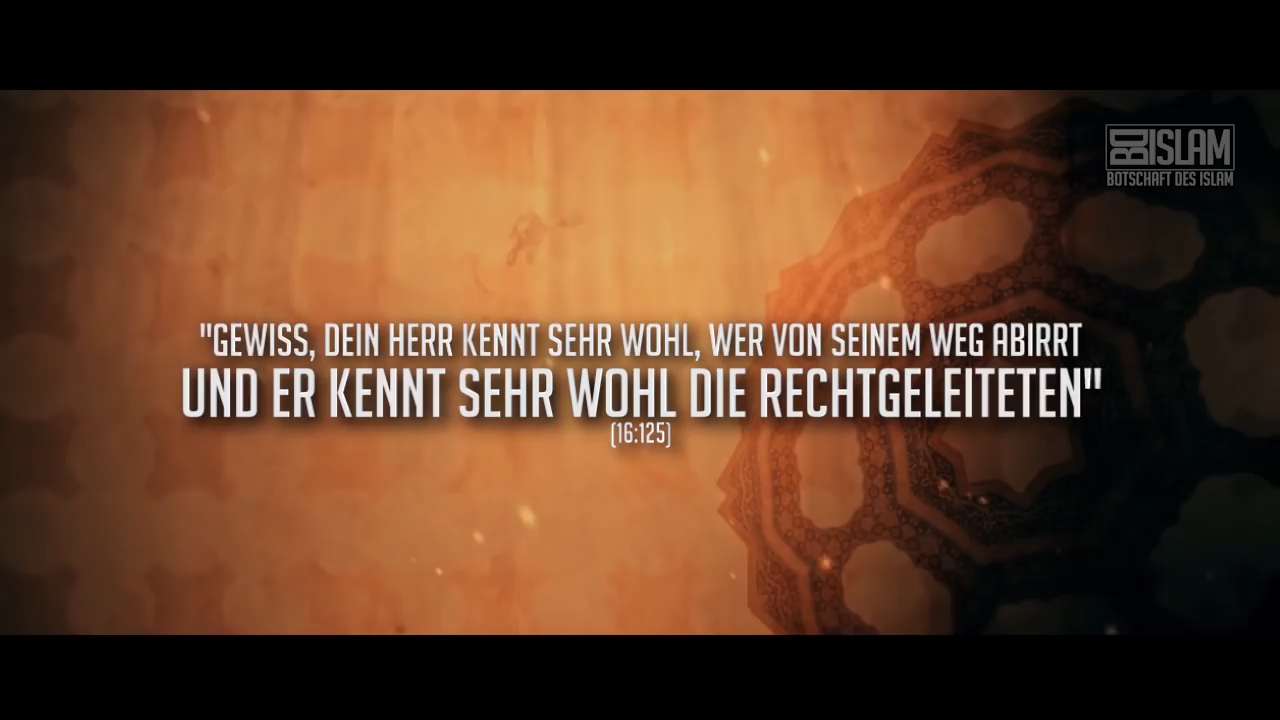 BDISLAM
BOTSCHAFT DES ISLAM
"GEWISS, DEIN HERR KENNT SEHR WOHL, WER VON SEINEM WEG ABIRRT
UND ER KENNT SEHR WOHL DIE RECHTGELEITETEN"
(16:125)